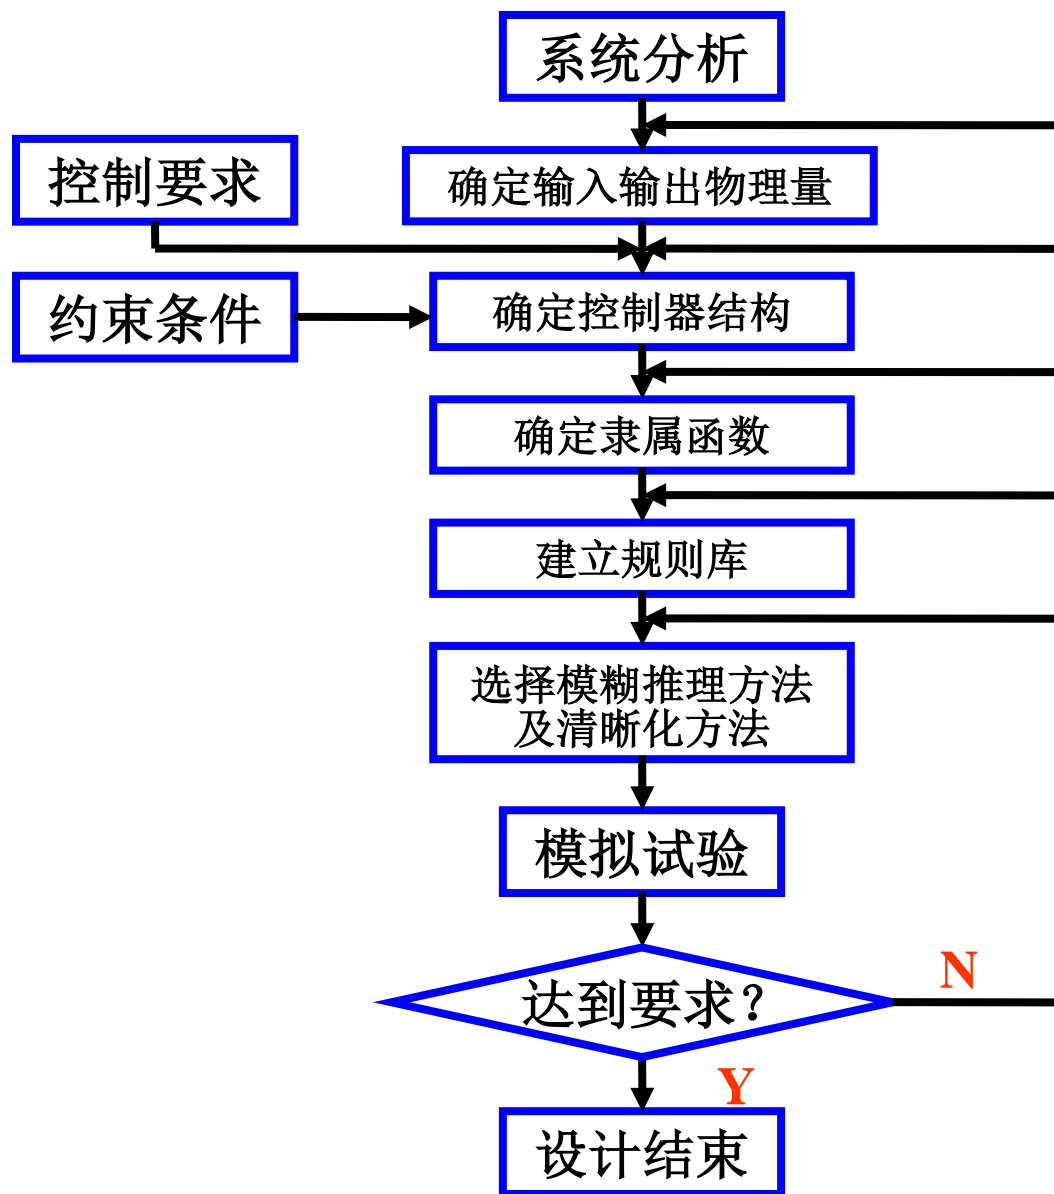 系统分析
控制要求
确定输入输出物理量
约束条件
确定控制器结构
确定隶属函数
建立规则库
选择模糊推理方法
及清晰化方法
模拟试验
达到要求？
N
Y
设计结束